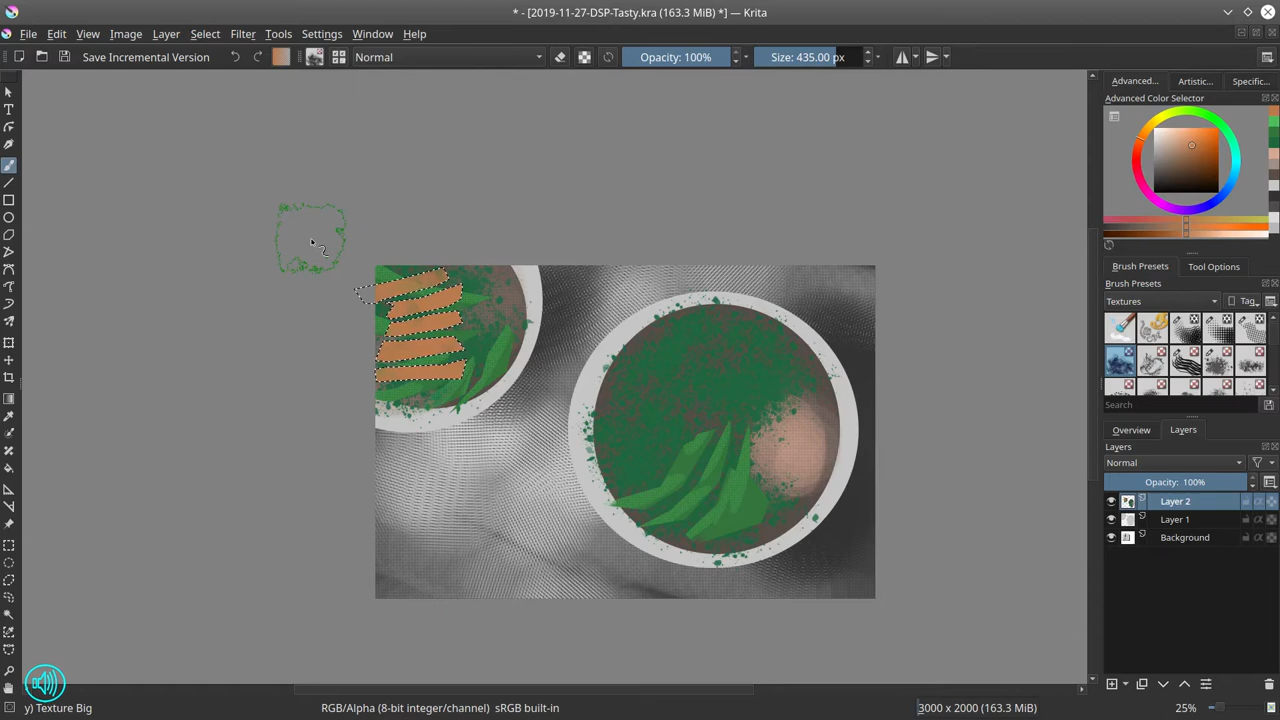 * - [2019-11-27-DSP-Tasty.kra (163.3 MiB) *] — Krita
File Edit View Image Layer Select Filter Tools Settings Window Help
Save Incremental Version Normal Opacity: 100% Size: 435.00 px
Advanced... Artistic... Specific...
Advanced Color Selector
Brush Presets Tool Options
Brush Presets
Textures Tag
Search
Overview Layers
Layers
Normal
Opacity: 100%
Layer 2
Layer 1
Background
y) Texture Big RGB/Alpha (8-bit integer/channel) sRGB built-in 3000 x 2000 (163.3 MiB) 25%